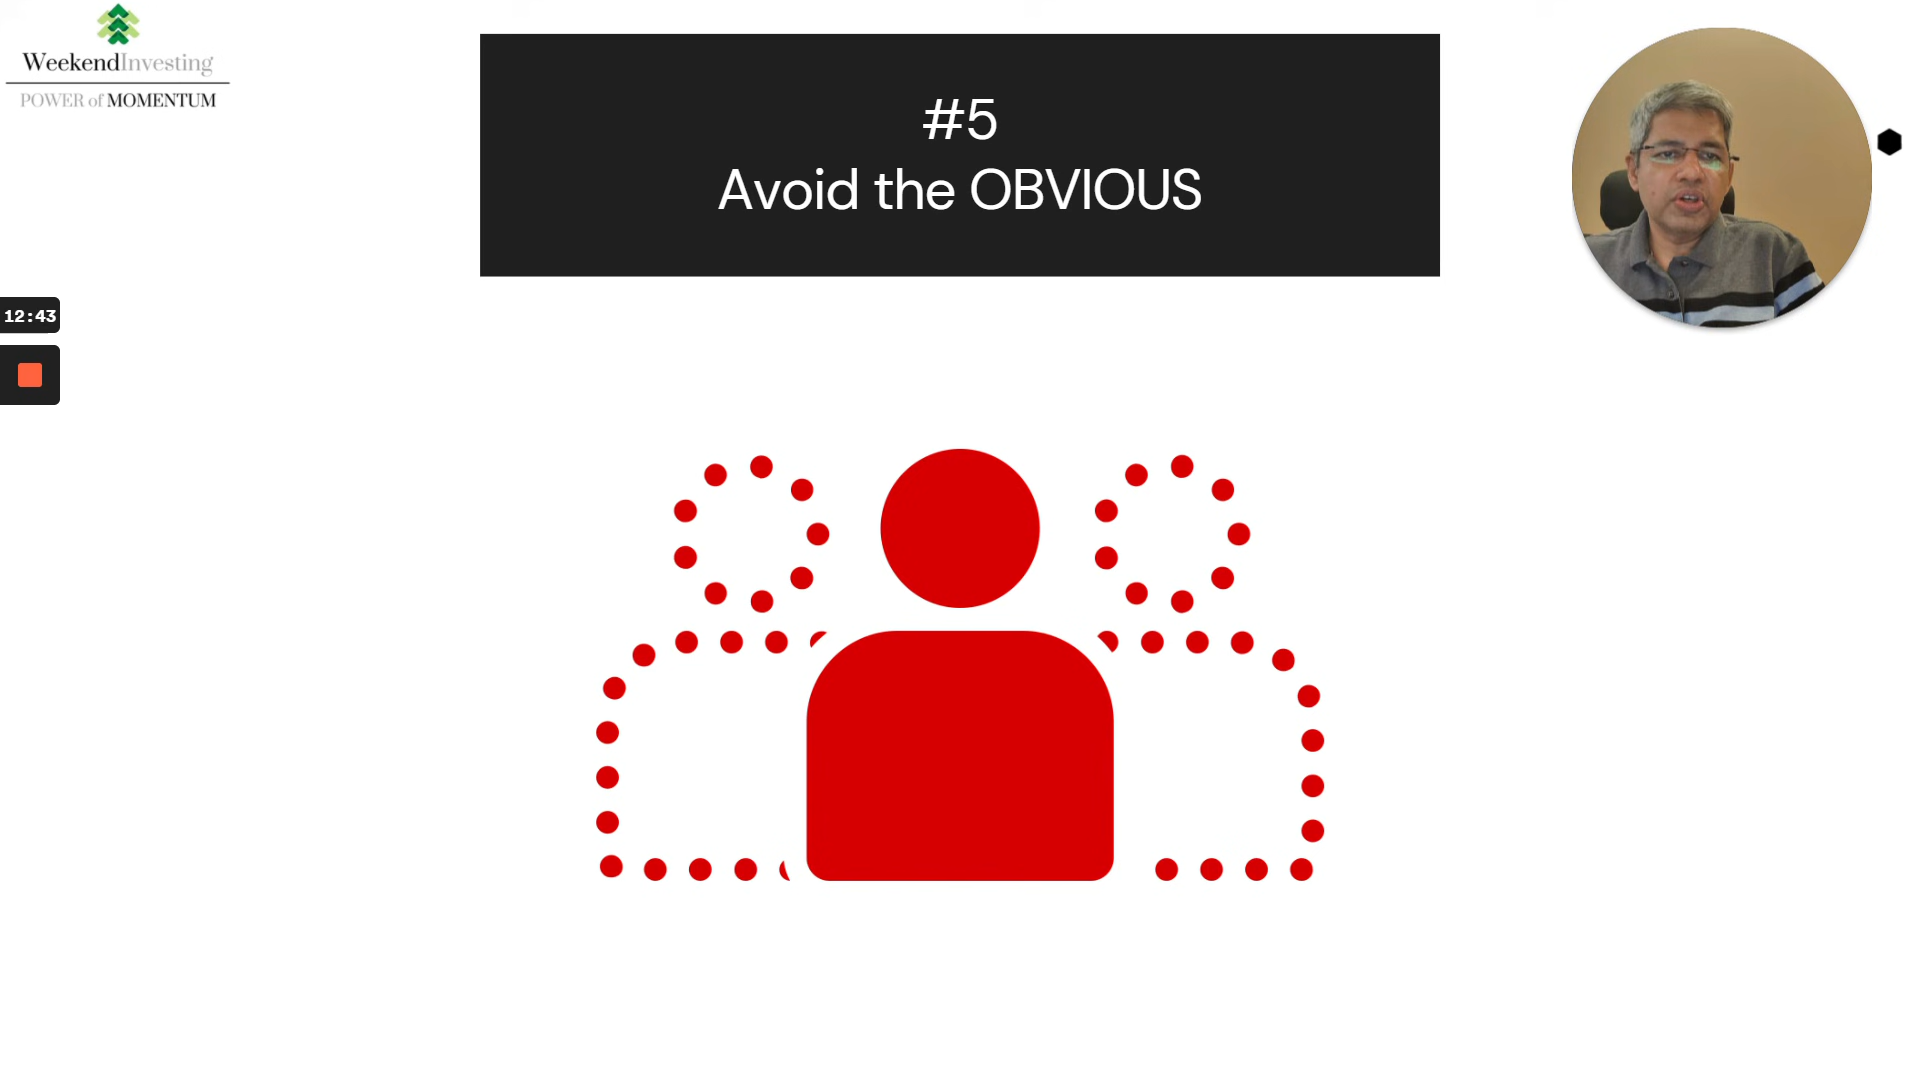 WeekendInvesting
POWER of MOMENTUM
#5
Avoid the OBVIOUS
12:43